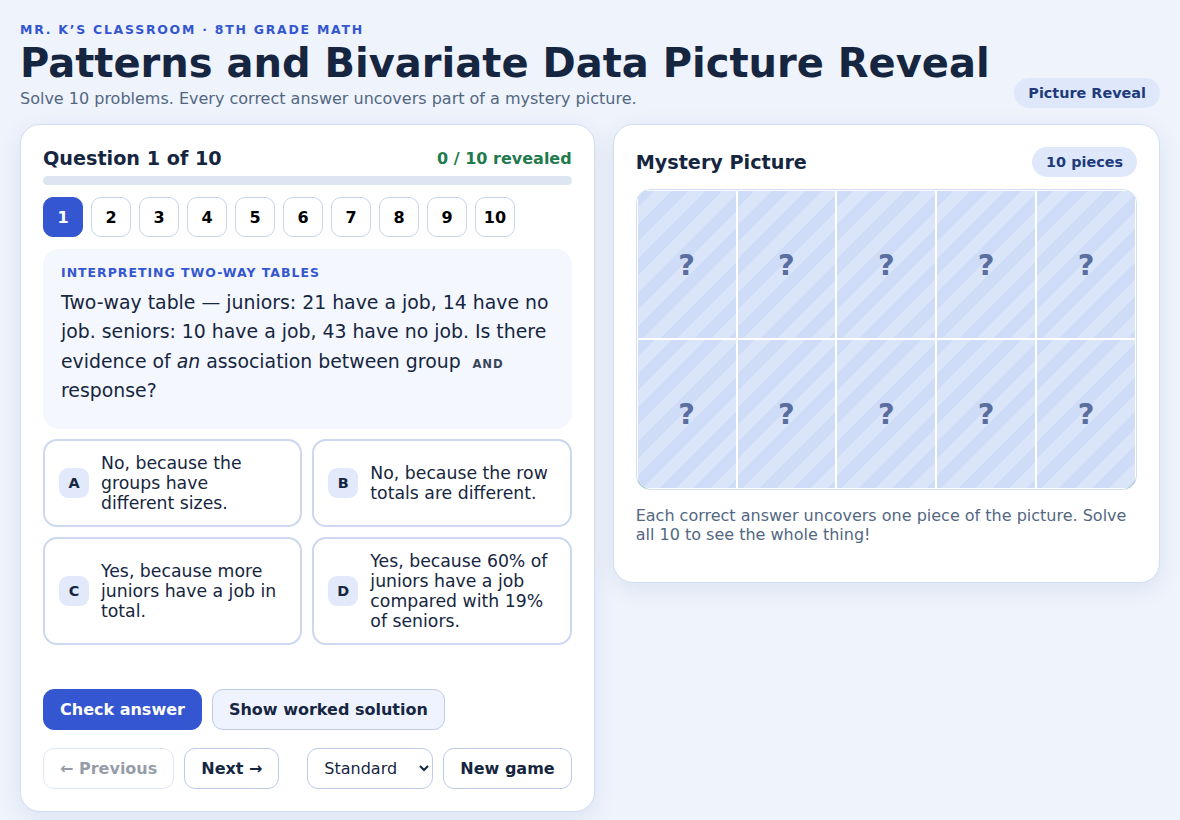 MR. K’S CLASSROOM · 8TH GRADE MATH
Patterns and Bivariate Data Picture Reveal
Solve 10 problems. Every correct answer uncovers part of a mystery picture.
Picture Reveal
Question 1 of 10
0 / 10 revealed
1 2 3 4 5 6 7 8 9 10
INTERPRETING TWO-WAY TABLES
Two-way table — juniors: 21 have a job, 14 have no
job. seniors: 10 have a job, 43 have no job. Is there
evidence of an association between group AND
response?
A
No, because the
groups have
different sizes.
B
No, because the row
totals are different.
C
Yes, because more
juniors have a job in
total.
D
Yes, because 60% of
juniors have a job
compared with 19%
of seniors.
Check answer
Show worked solution
← Previous
Next →
Standard
New game
Mystery Picture
10 pieces
? ? ? ? ?
? ? ? ? ?
Each correct answer uncovers one piece of the picture. Solve
all 10 to see the whole thing!